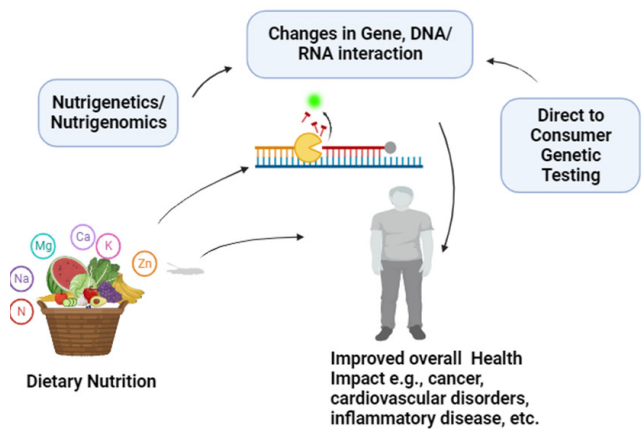 Changes in Gene, DNA/
RNA interaction
Nutrigenetics/
Nutrigenomics
Direct to
Consumer
Genetic
Testing
Ca
K
Mg
Zn
Na
N
Dietary Nutrition
Improved overall Health
Impact e.g., cancer,
cardiovascular disorders,
inflammatory disease, etc.